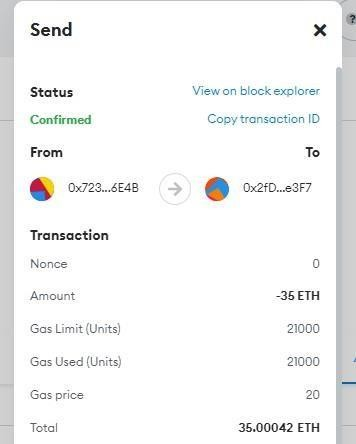 Send
?
Status View on block explorer
Confirmed Copy transaction ID
From To
0x723...6E4B 0x2fD...e3F7
Transaction
Nonce 0
Amount -35 ETH
Gas Limit (Units) 21000
Gas Used (Units) 21000
Gas price 20
Total 35.00042 ETH